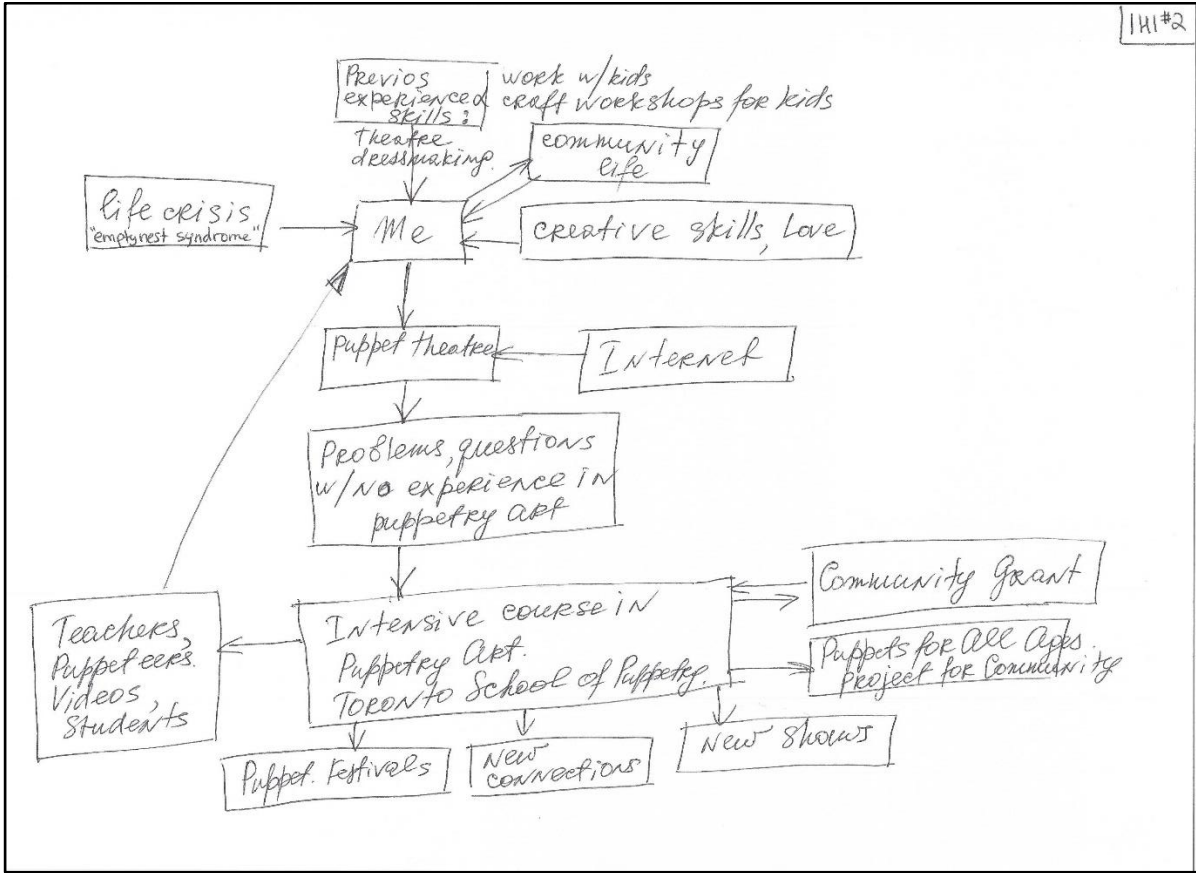 IHI#2
Previos
experienced
skills:
theatre
dressmaking.
work w/kids
craft workshops for kids
community
life
life crisis
"emptynest syndrome"
Me
creative skills, Love
Puppet theatre
Internet
Problems, questions
w/no experience in
puppetry art
Community Grant
Intensive course in
Puppetry Art.
Toronto School of Puppetry.
Teachers,
Puppeteers.
Videos,
Students
Puppets for All Ages.
project for Community
Puppet. Festivals
New
connections
New Shows